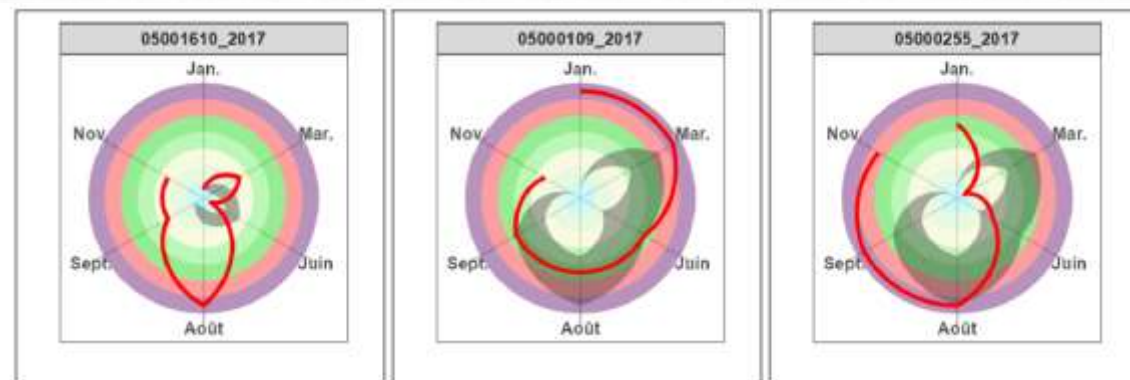 05001610_2017
Jan.
Nov.
Mar.
Sept.
Juin
Août
05000109_2017
Jan.
Nov.
Mar.
Sept.
Juin
Août
05000255_2017
Jan.
Nov.
Mar.
Sept.
Juin
Août